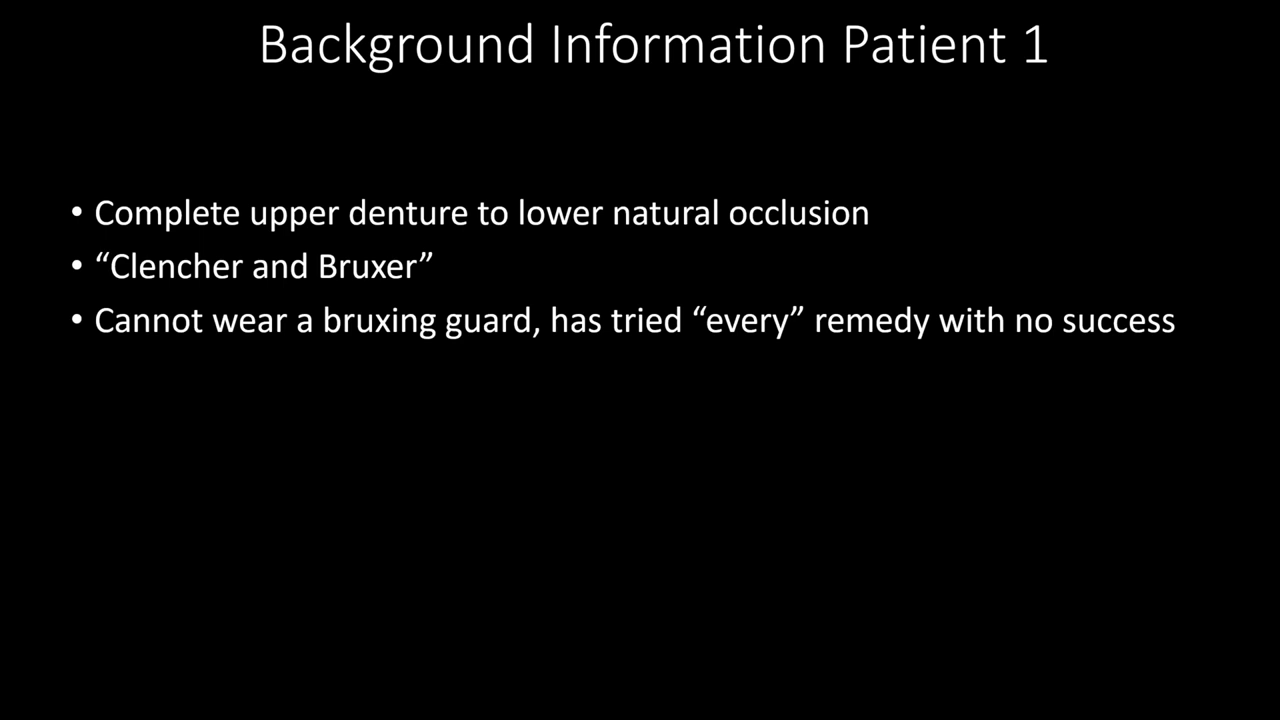 Background Information Patient 1
• Complete upper denture to lower natural occlusion
• “Clencher and Bruxer”
• Cannot wear a bruxing guard, has tried “every” remedy with no success